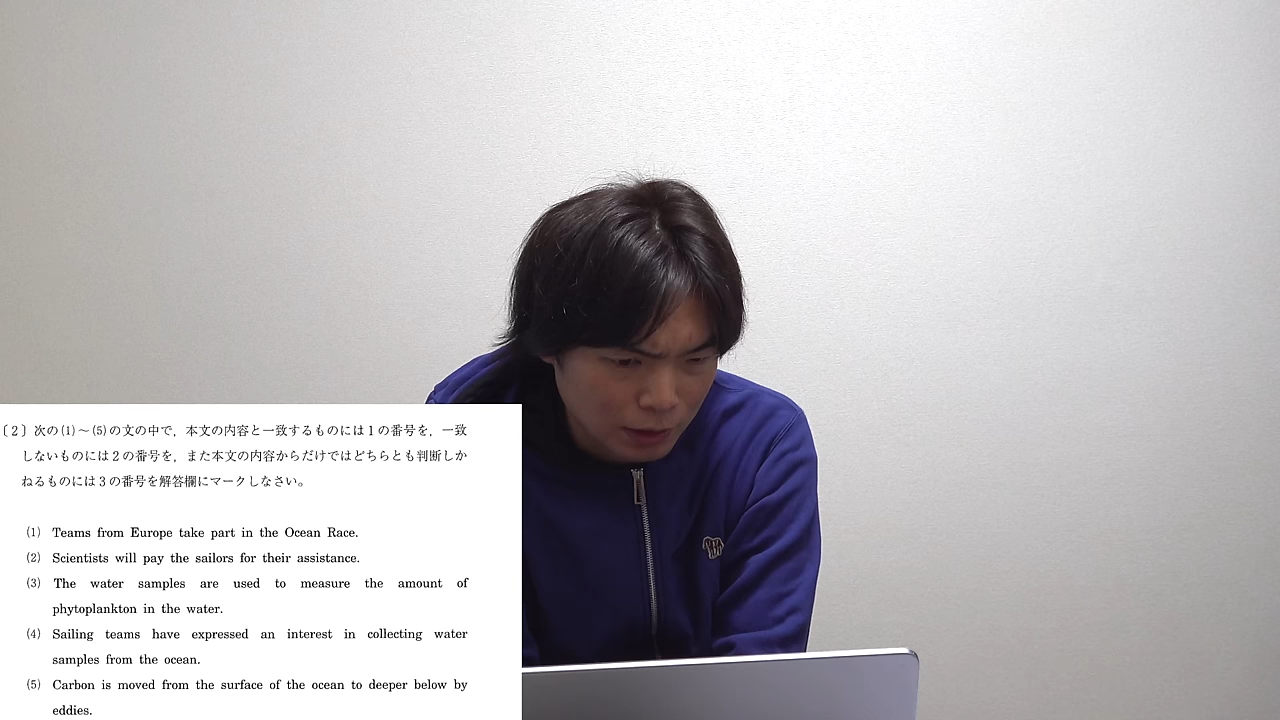 〔2〕次の(1)～(5)の文の中で，本文の内容と一致するものには1の番号を，一致
しないものには2の番号を，また本文の内容からだけではどちらとも判断しか
ねるものには3の番号を解答欄にマークしなさい。
(1) Teams from Europe take part in the Ocean Race.
(2) Scientists will pay the sailors for their assistance.
(3) The water samples are used to measure the amount of
phytoplankton in the water.
(4) Sailing teams have expressed an interest in collecting water
samples from the ocean.
(5) Carbon is moved from the surface of the ocean to deeper below by
eddies.